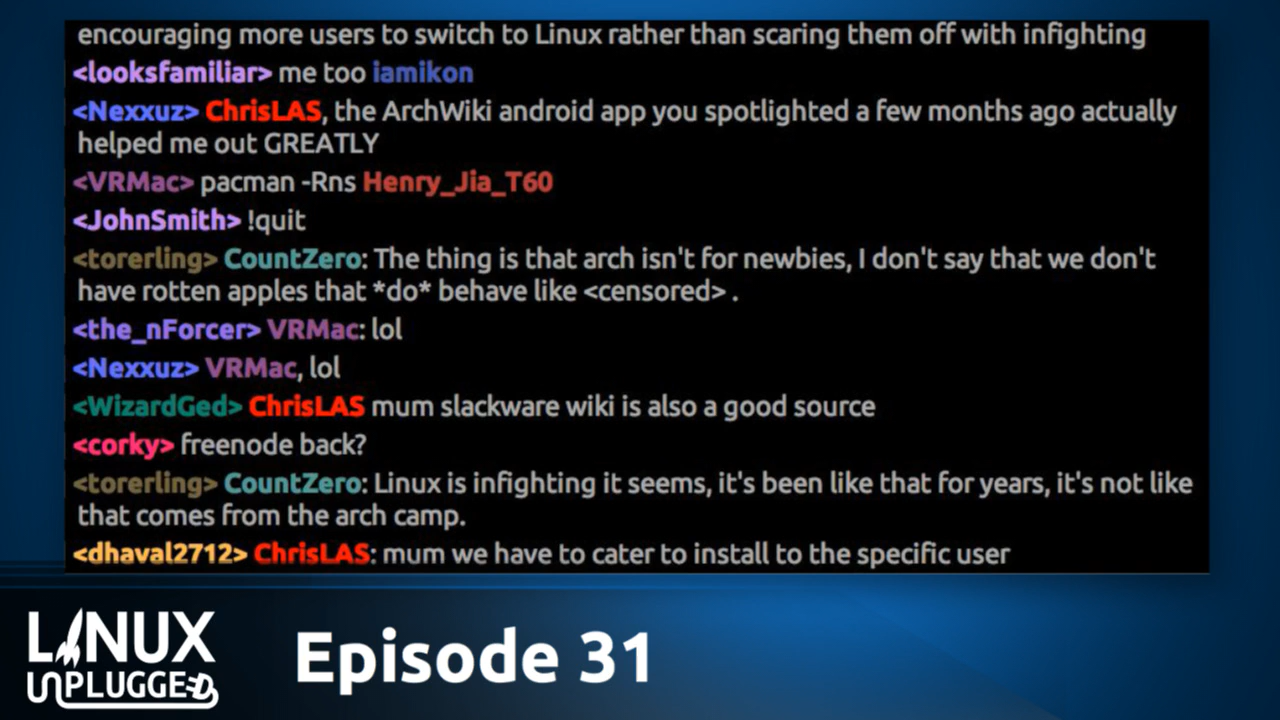 encouraging more users to switch to Linux rather than scaring them off with infighting
<looksfamiliar> me too iamikon
<Nexxuz> ChrisLAS, the ArchWiki android app you spotlighted a few months ago actually
helped me out GREATLY
<VRMac> pacman -Rns Henry_Jia_T60
<JohnSmith> !quit
<torerling> CountZero: The thing is that arch isn't for newbies, I don't say that we don't
have rotten apples that *do* behave like <censored> .
<the_nForcer> VRMac: lol
<Nexxuz> VRMac, lol
<WizardGed> ChrisLAS mum slackware wiki is also a good source
<corky> freenode back?
<torerling> CountZero: Linux is infighting it seems, it's been like that for years, it's not like
that comes from the arch camp.
<dhaval2712> ChrisLAS: mum we have to cater to install to the specific user
LINUX
UNPLUGGED
Episode 31